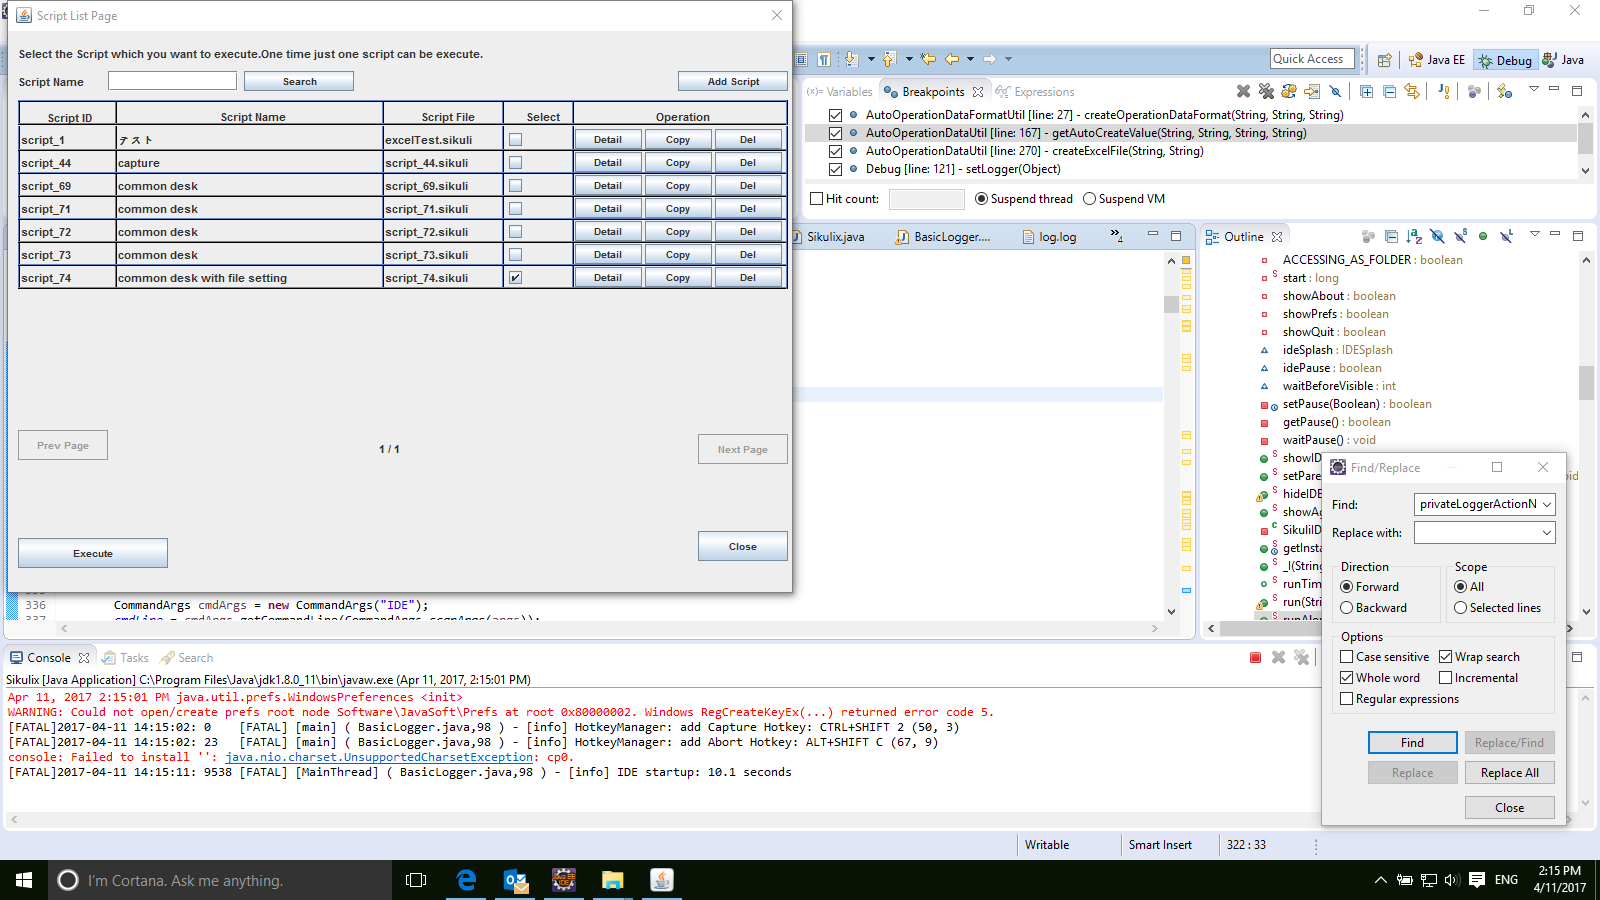 Script List Page
Select the Script which you want to execute.One time just one script can be execute.
Script Name
Search
Add Script
Script ID Script Name Script File Select Operation
script_1 テスト excelTest.sikuli Detail Copy Del
script_44 capture script_44.sikuli Detail Copy Del
script_69 common desk script_69.sikuli Detail Copy Del
script_71 common desk script_71.sikuli Detail Copy Del
script_72 common desk script_72.sikuli Detail Copy Del
script_73 common desk script_73.sikuli Detail Copy Del
script_74 common desk with file setting script_74.sikuli Detail Copy Del
Prev Page
1 / 1
Next Page
Execute
Close
Quick Access
Java EE
Debug
Java
(x)= Variables
Breakpoints
Expressions
AutoOperationDataFormatUtil [line: 27] - createOperationDataFormat(String, String, String)
AutoOperationDataUtil [line: 167] - getAutoCreateValue(String, String, String, String)
AutoOperationDataUtil [line: 270] - createExcelFile(String, String)
Debug [line: 121] - setLogger(Object)
Hit count:
Suspend thread
Suspend VM
Sikulix.java
BasicLogger....
log.log
»4
Outline
ACCESSING_AS_FOLDER : boolean
start : long
showAbout : boolean
showPrefs : boolean
showQuit : boolean
ideSplash : IDESplash
idePause : boolean
waitBeforeVisible : int
setPause(Boolean) : boolean
getPause() : boolean
waitPause() : void
showID
setPare
hideIDE
showAg
SikuliID
getInsta
_I(String
runTim
run(Stri
336 CommandArgs cmdArgs = new CommandArgs("IDE");
337 cmdLine = cmdArgs.getCommandLine(CommandArgs.scanArgs(args));
Find/Replace
Find: privateLoggerActionN
Replace with:
Direction
Forward
Backward
Scope
All
Selected lines
Options
Case sensitive
Wrap search
Whole word
Incremental
Regular expressions
Find
Replace/Find
Replace
Replace All
Close
Console
Tasks
Search
Sikulix [Java Application] C:\Program Files\Java\jdk1.8.0_11\bin\javaw.exe (Apr 11, 2017, 2:15:01 PM)
Apr 11, 2017 2:15:01 PM java.util.prefs.WindowsPreferences <init>
WARNING: Could not open/create prefs root node Software\JavaSoft\Prefs at root 0x80000002. Windows RegCreateKeyEx(...) returned error code 5.
[FATAL]2017-04-11 14:15:02: 0 [FATAL] [main] ( BasicLogger.java,98 ) - [info] HotkeyManager: add Capture Hotkey: CTRL+SHIFT 2 (50, 3)
[FATAL]2017-04-11 14:15:02: 23 [FATAL] [main] ( BasicLogger.java,98 ) - [info] HotkeyManager: add Abort Hotkey: ALT+SHIFT C (67, 9)
console: Failed to install '': java.nio.charset.UnsupportedCharsetException: cp0.
[FATAL]2017-04-11 14:15:11: 9538 [FATAL] [MainThread] ( BasicLogger.java,98 ) - [info] IDE startup: 10.1 seconds
Writable
Smart Insert
322 : 33
I'm Cortana. Ask me anything.
ENG
2:15 PM
4/11/2017